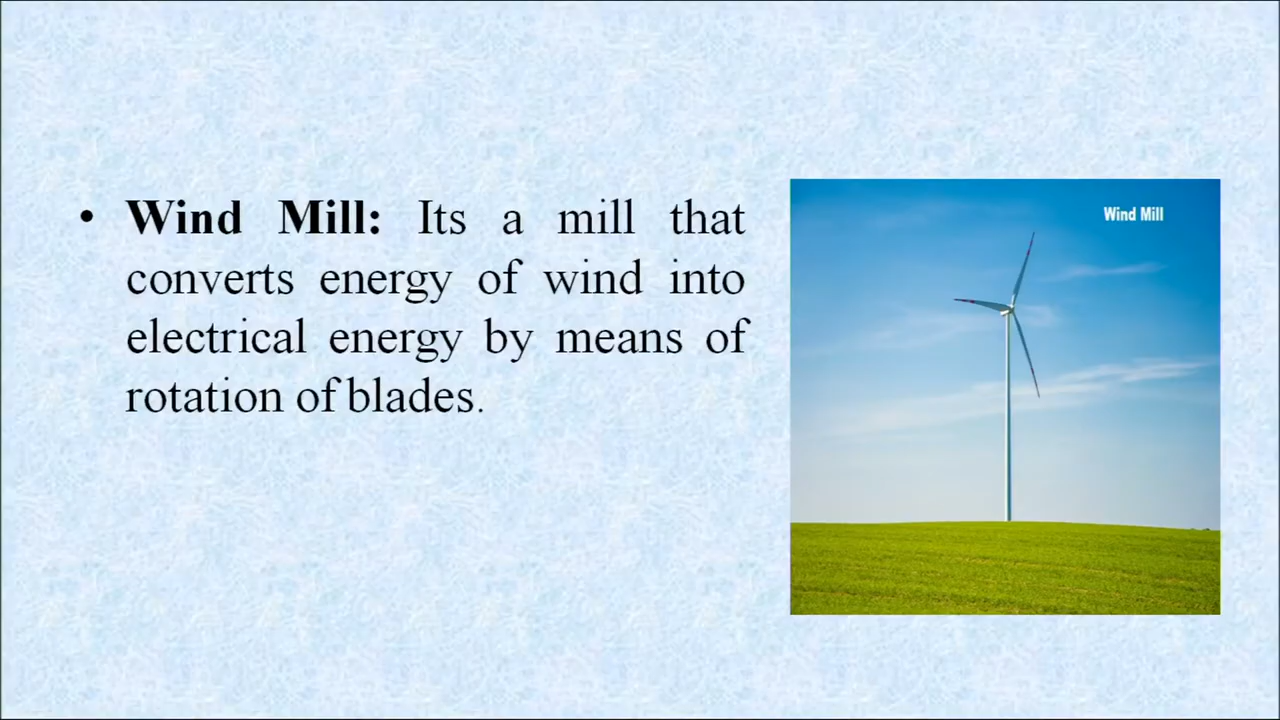 • Wind Mill: Its a mill that
converts energy of wind into
electrical energy by means of
rotation of blades.
Wind Mill